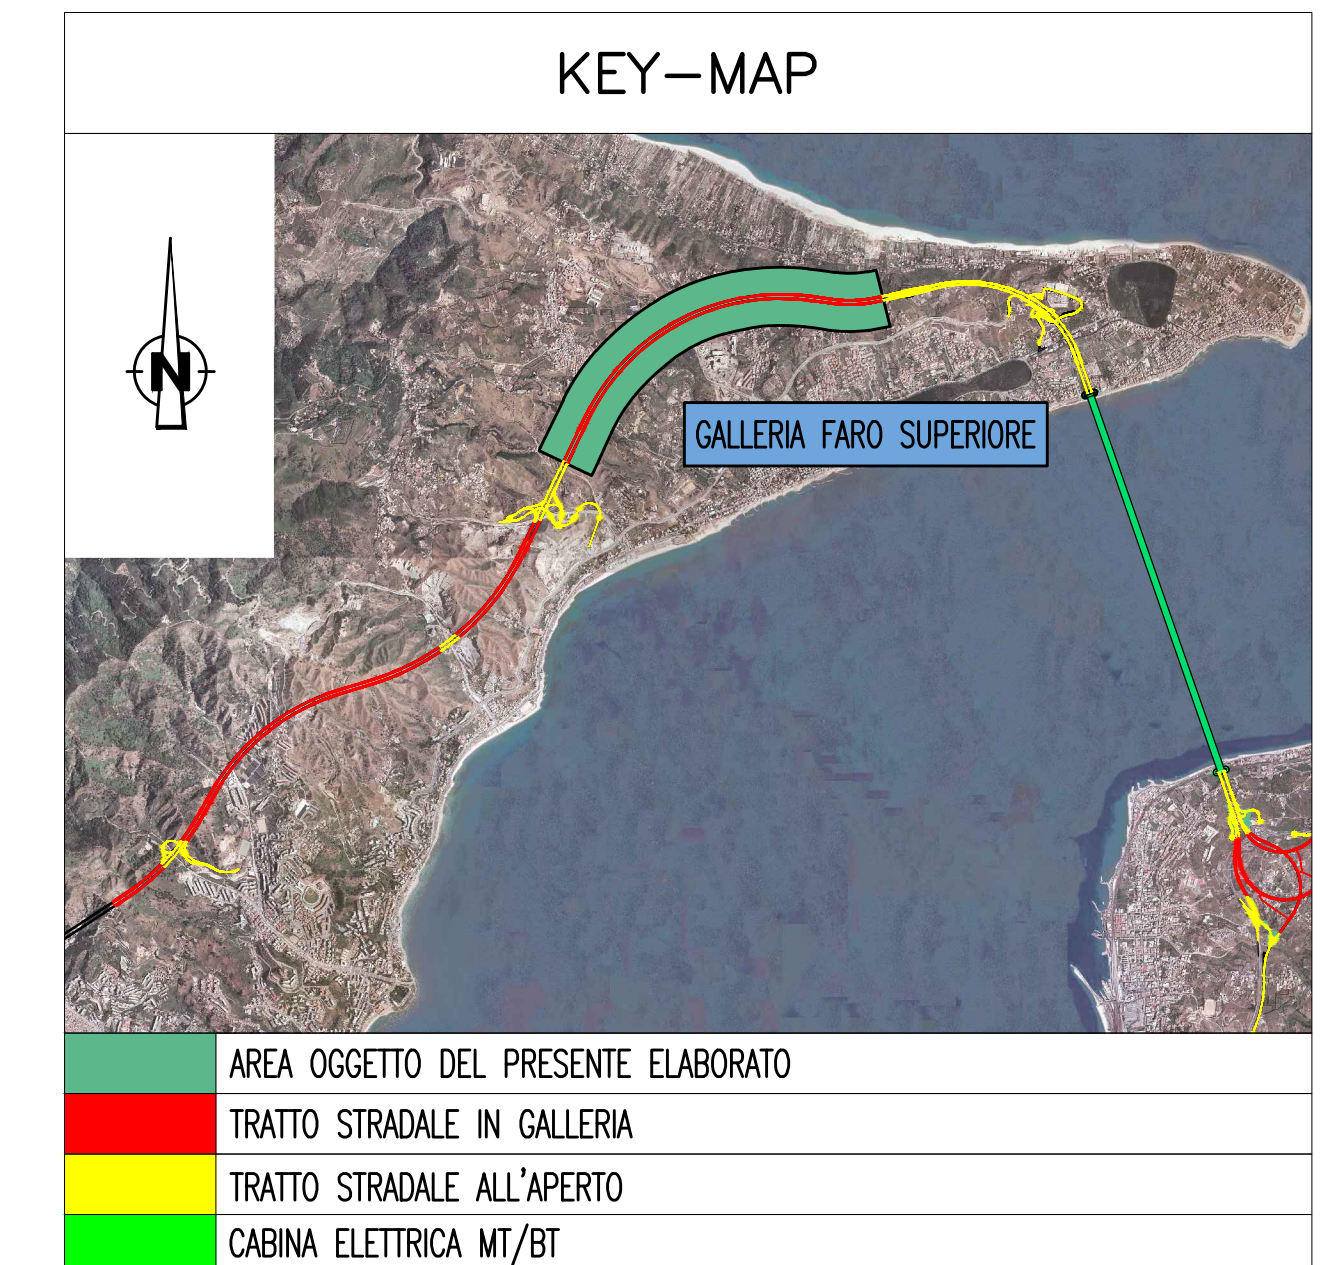 KEY-MAP
N
GALLERIA FARO SUPERIORE
AREA OGGETTO DEL PRESENTE ELABORATO
TRATTO STRADALE IN GALLERIA
TRATTO STRADALE ALL'APERTO
CABINA ELETTRICA MT/BT